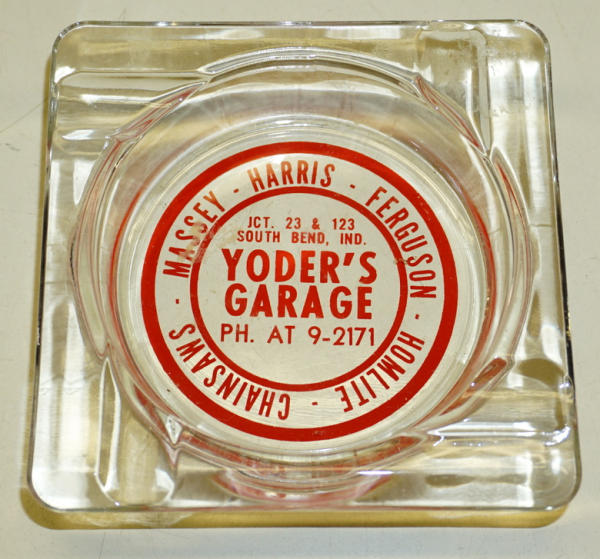 MASSEY - HARRIS - FERGUSON - HOMLITE - CHAINSAWS -
JCT. 23 & 123
SOUTH BEND, IND.
YODER'S
GARAGE
PH. AT 9-2171